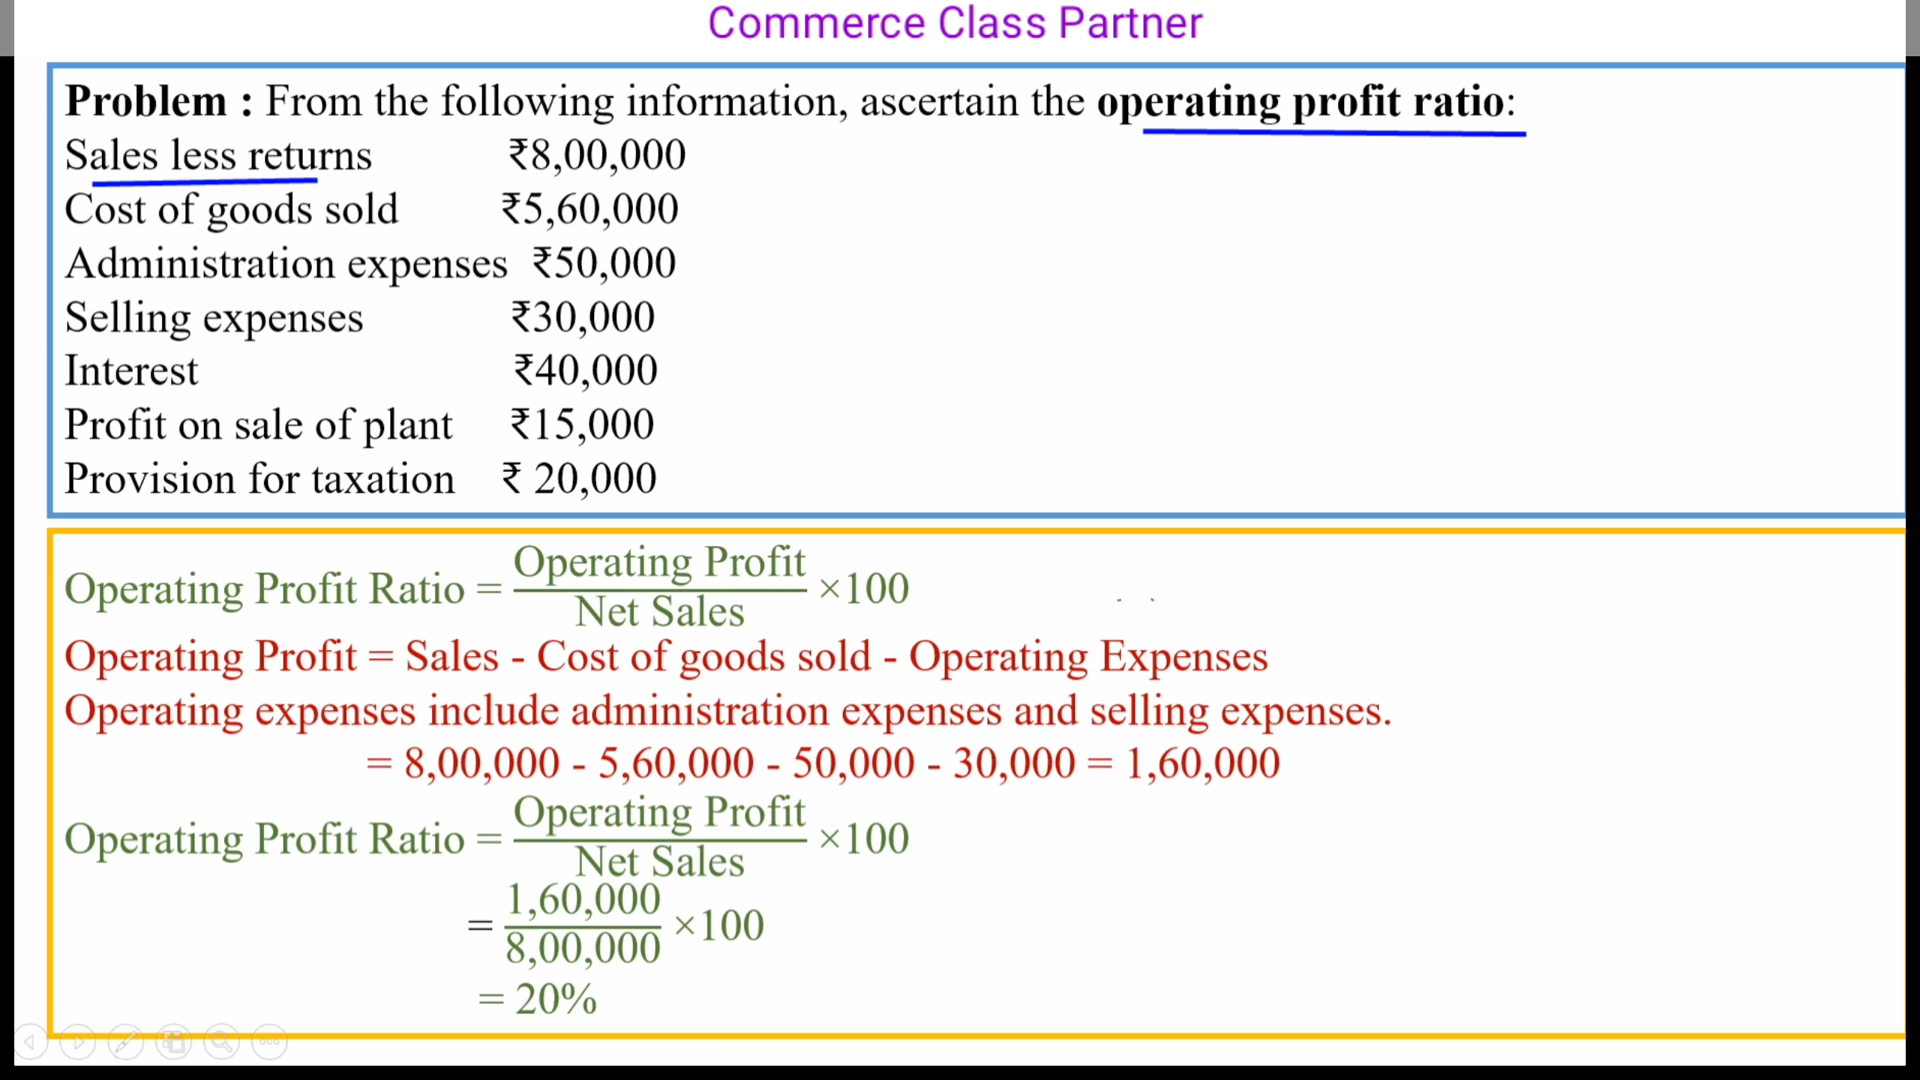 Commerce Class Partner
Problem : From the following information, ascertain the operating profit ratio:
Sales less returns ₹8,00,000
Cost of goods sold ₹5,60,000
Administration expenses ₹50,000
Selling expenses ₹30,000
Interest ₹40,000
Profit on sale of plant ₹15,000
Provision for taxation ₹ 20,000
Operating Profit Ratio = Operating Profit / Net Sales ×100
Operating Profit = Sales - Cost of goods sold - Operating Expenses
Operating expenses include administration expenses and selling expenses.
= 8,00,000 - 5,60,000 - 50,000 - 30,000 = 1,60,000
Operating Profit Ratio = Operating Profit / Net Sales ×100
= 1,60,000 / 8,00,000 ×100
= 20%